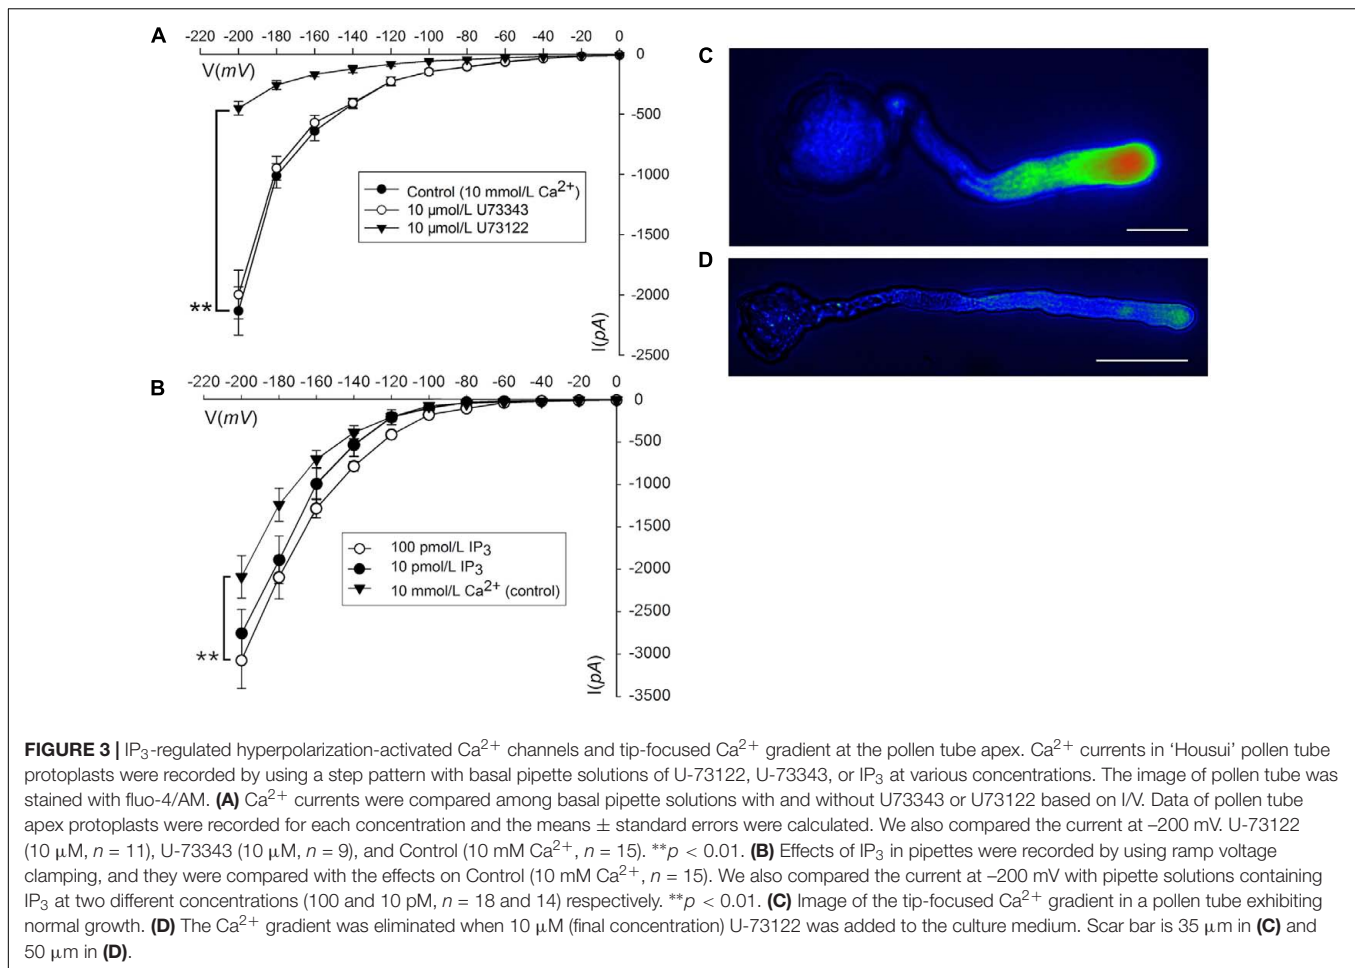 A
-220 -200 -180 -160 -140 -120 -100 -80 -60 -40 -20 0
V(mV)
0
-500
-1000
-1500
-2000
-2500
I(pA)
**
Control (10 mmol/L Ca2+)
10 µmol/L U73343
10 µmol/L U73122
B
-220 -200 -180 -160 -140 -120 -100 -80 -60 -40 -20 0
V(mV)
0
-500
-1000
-1500
-2000
-2500
-3000
-3500
I(pA)
**
100 pmol/L IP3
10 pmol/L IP3
10 mmol/L Ca2+ (control)
C
D
FIGURE 3 | IP3-regulated hyperpolarization-activated Ca2+ channels and tip-focused Ca2+ gradient at the pollen tube apex. Ca2+ currents in ‘Housui’ pollen tube
protoplasts were recorded by using a step pattern with basal pipette solutions of U-73122, U-73343, or IP3 at various concentrations. The image of pollen tube was
stained with fluo-4/AM. (A) Ca2+ currents were compared among basal pipette solutions with and without U73343 or U73122 based on I/V. Data of pollen tube
apex protoplasts were recorded for each concentration and the means ± standard errors were calculated. We also compared the current at –200 mV. U-73122
(10 µM, n = 11), U-73343 (10 µM, n = 9), and Control (10 mM Ca2+, n = 15). **p < 0.01. (B) Effects of IP3 in pipettes were recorded by using ramp voltage
clamping, and they were compared with the effects on Control (10 mM Ca2+, n = 15). We also compared the current at –200 mV with pipette solutions containing
IP3 at two different concentrations (100 and 10 pM, n = 18 and 14) respectively. **p < 0.01. (C) Image of the tip-focused Ca2+ gradient in a pollen tube exhibiting
normal growth. (D) The Ca2+ gradient was eliminated when 10 µM (final concentration) U-73122 was added to the culture medium. Scar bar is 35 µm in (C) and
50 µm in (D).